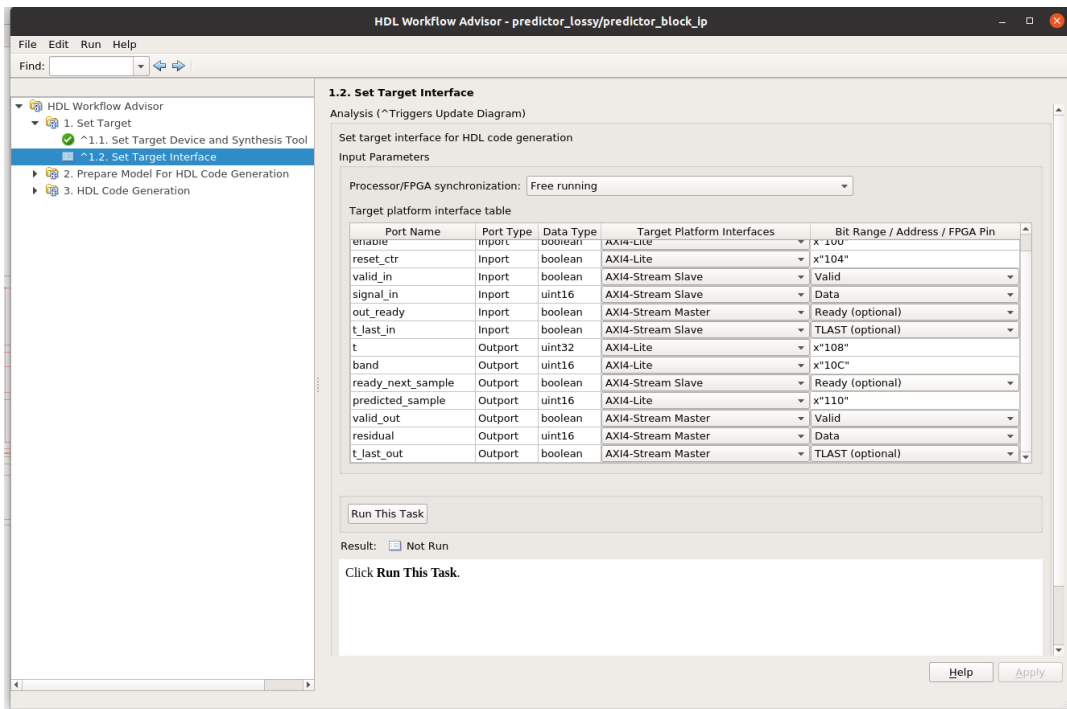 HDL Workflow Advisor - predictor_lossy/predictor_block_ip
File Edit Run Help
Find:
HDL Workflow Advisor
1. Set Target
^1.1. Set Target Device and Synthesis Tool
^1.2. Set Target Interface
2. Prepare Model For HDL Code Generation
3. HDL Code Generation
1.2. Set Target Interface
Analysis (^Triggers Update Diagram)
Set target interface for HDL code generation
Input Parameters
Processor/FPGA synchronization: Free running
Target platform interface table
Port Name Port Type Data Type Target Platform Interfaces Bit Range / Address / FPGA Pin
enable Inport boolean AXI4-Lite x"100"
reset_ctr Inport boolean AXI4-Lite x"104"
valid_in Inport boolean AXI4-Stream Slave Valid
signal_in Inport uint16 AXI4-Stream Slave Data
out_ready Inport boolean AXI4-Stream Master Ready (optional)
t_last_in Inport boolean AXI4-Stream Slave TLAST (optional)
t Outport uint32 AXI4-Lite x"108"
band Outport uint16 AXI4-Lite x"10C"
ready_next_sample Outport boolean AXI4-Stream Slave Ready (optional)
predicted_sample Outport uint16 AXI4-Lite x"110"
valid_out Outport boolean AXI4-Stream Master Valid
residual Outport uint16 AXI4-Stream Master Data
t_last_out Outport boolean AXI4-Stream Master TLAST (optional)
Run This Task
Result: Not Run
Click Run This Task.
Help Apply